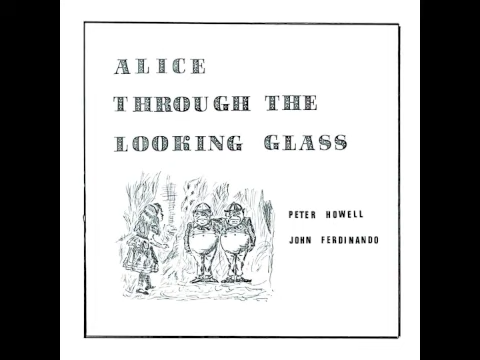 ALICE
THROUGH THE
LOOKING GLASS
PETER HOWELL
JOHN FERDINANDO